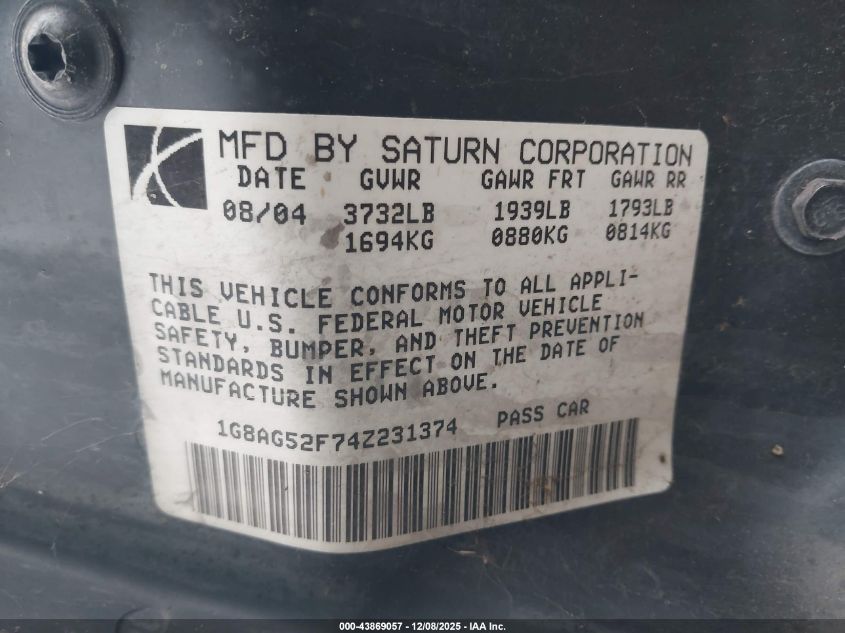 MFD BY SATURN CORPORATION
DATE GVWR GAWR FRT GAWR RR
08/04 3732LB 1939LB 1793LB
1694KG 0880KG 0814KG
THIS VEHICLE CONFORMS TO ALL APPLI-
CABLE U.S. FEDERAL MOTOR VEHICLE
SAFETY, BUMPER, AND THEFT PREVENTION
STANDARDS IN EFFECT ON THE DATE OF
MANUFACTURE SHOWN ABOVE.
1G8AG52F74Z231374 PASS CAR
000-43869057 - 12/08/2025 - IAA Inc.